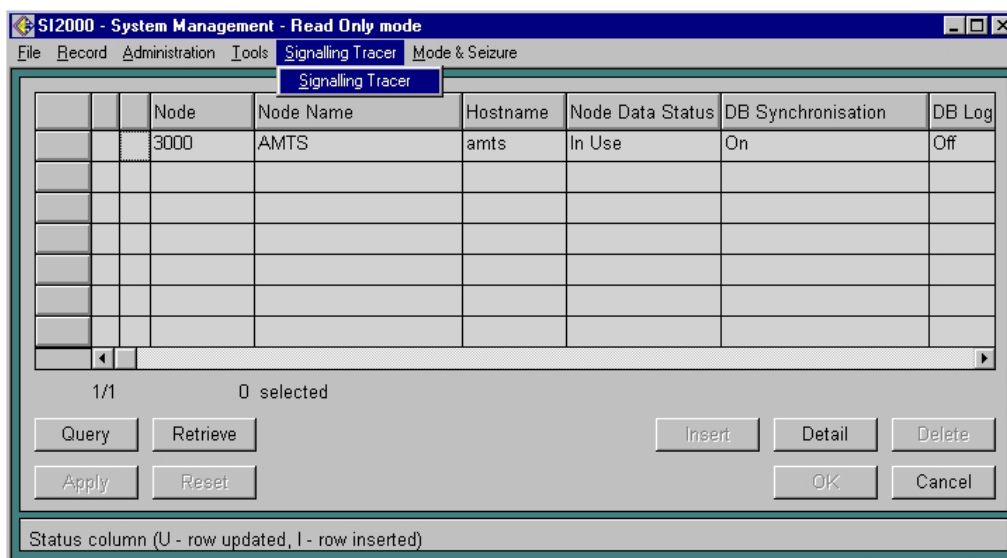 SI2000 - System Management - Read Only mode
File Record Administration Tools Signalling Tracer Mode & Seizure
Signalling Tracer
Node Node Name Hostname Node Data Status DB Synchronisation DB Log
3000 AMTS amts In Use On Off
1/1 0 selected
Query Retrieve Insert Detail Delete
Apply Reset OK Cancel
Status column (U - row updated, I - row inserted)